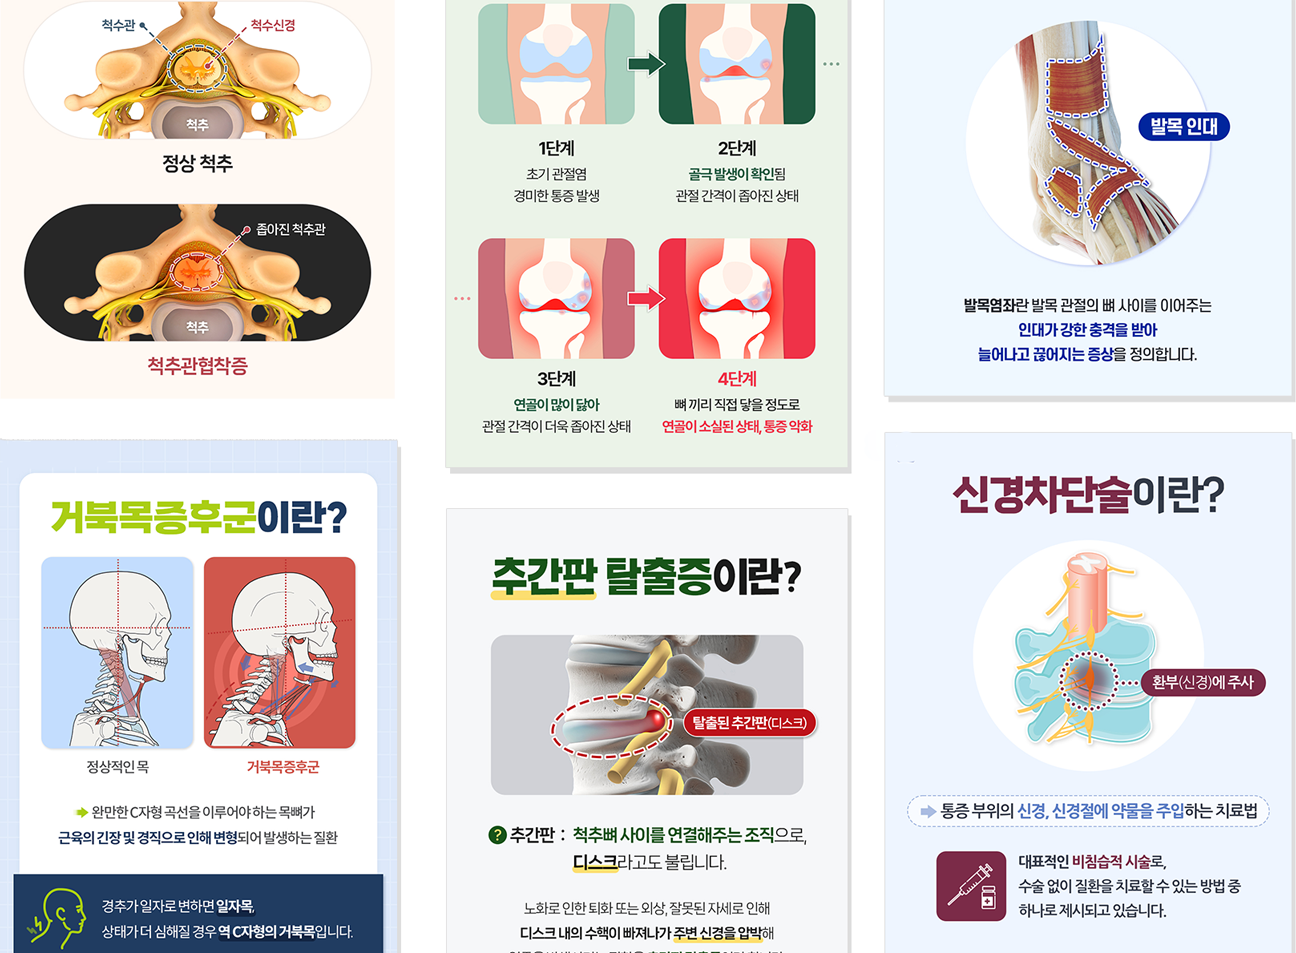 척수관
척수신경
척추
정상 척추
좁아진 척추관
척추
척추관협착증
1단계
초기 관절염
경미한 통증 발생
2단계
골극 발생이 확인됨
관절 간격이 좁아진 상태
3단계
연골이 많이 닳아
관절 간격이 더욱 좁아진 상태
4단계
뼈 끼리 직접 닿을 정도로
연골이 소실된 상태, 통증 악화
발목 인대
발목염좌란 발목 관절의 뼈 사이를 이어주는
인대가 강한 충격을 받아
늘어나고 끊어지는 증상을 정의합니다.
거북목증후군이란?
정상적인 목
거북목증후군
완만한 C자형 곡선을 이루어야 하는 목뼈가
근육의 긴장 및 경직으로 인해 변형되어 발생하는 질환
경추가 일자로 변하면 일자목,
상태가 더 심해질 경우 역 C자형의 거북목입니다.
추간판 탈출증이란?
탈출된 추간판(디스크)
? 추간판 : 척추뼈 사이를 연결해주는 조직으로,
디스크라고도 불립니다.
노화로 인한 퇴화 또는 외상, 잘못된 자세로 인해
디스크 내의 수핵이 빠져나가 주변 신경을 압박해
신경차단술이란?
환부(신경)에 주사
통증 부위의 신경, 신경절에 약물을 주입하는 치료법
대표적인 비침습적 시술로,
수술 없이 질환을 치료할 수 있는 방법 중
하나로 제시되고 있습니다.